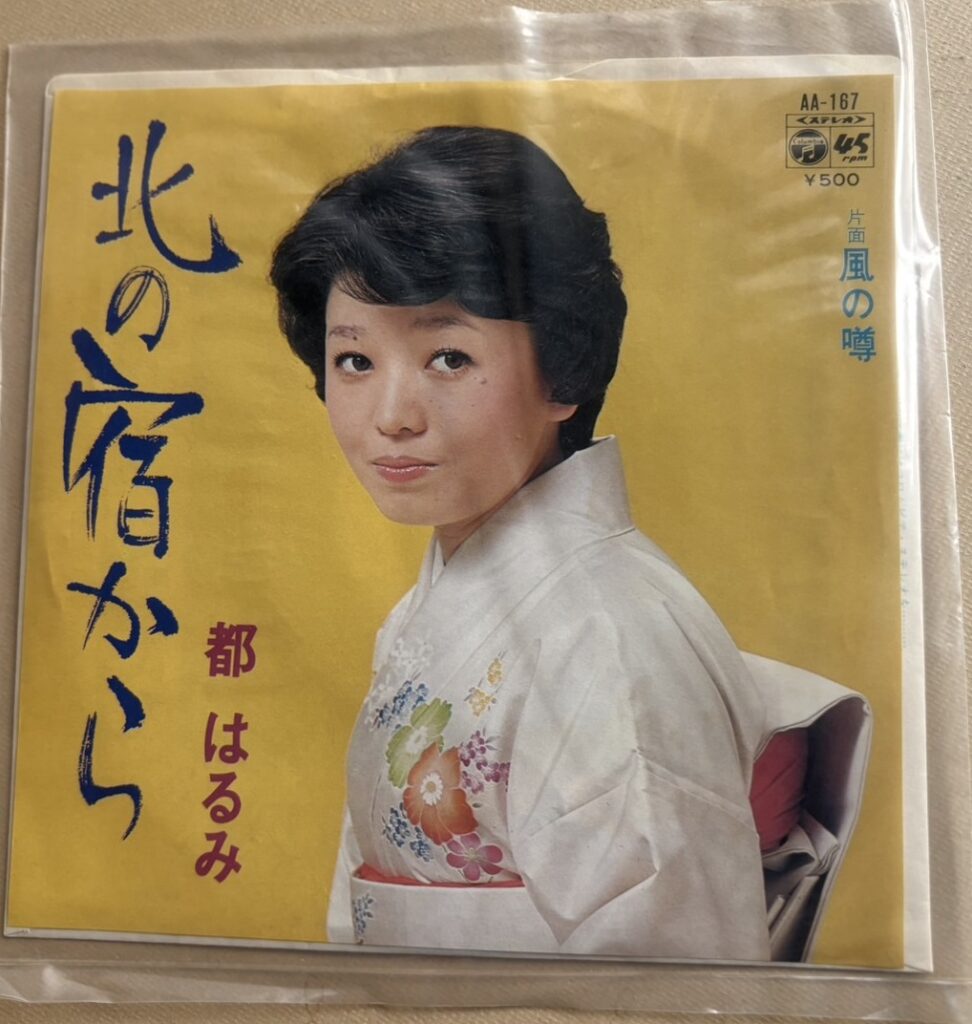 AA-167
<ステレオ>
Columbia
45
rpm
¥500
片面
風の噂
北の宿から
都 はるみ